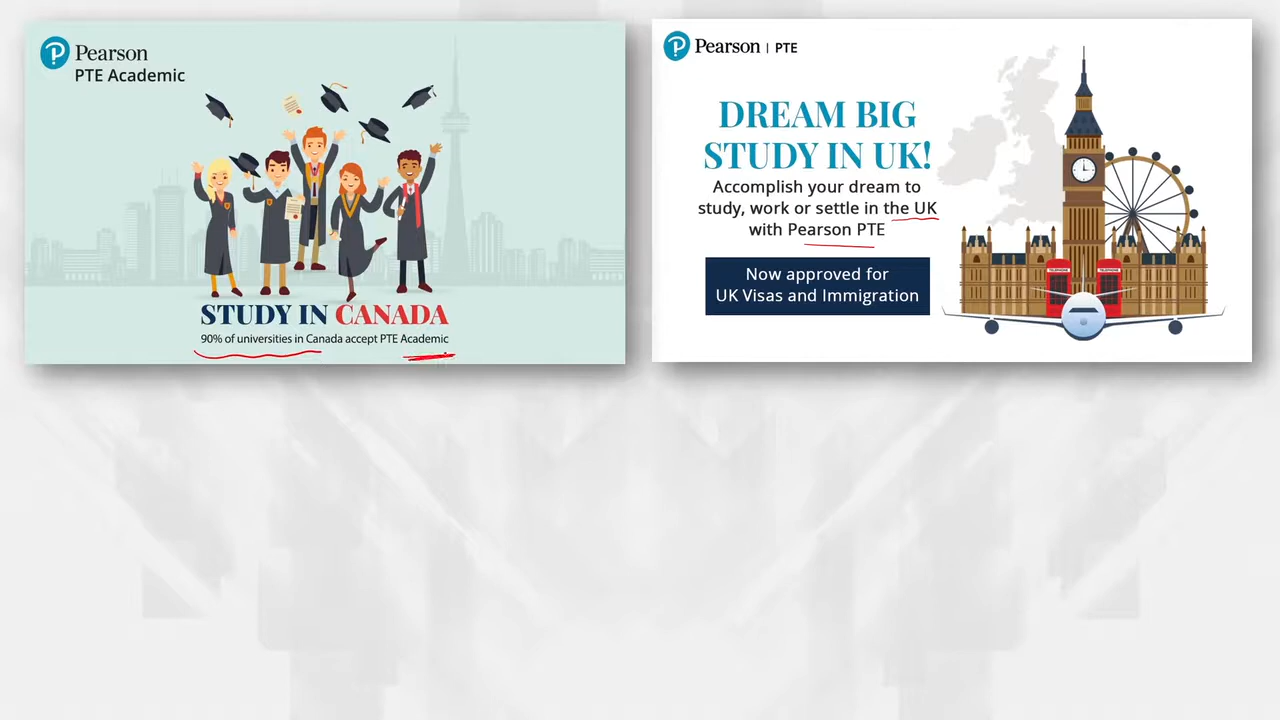 Pearson
PTE Academic
STUDY IN CANADA
90% of universities in Canada accept PTE Academic
Pearson | PTE
DREAM BIG
STUDY IN UK!
Accomplish your dream to
study, work or settle in the UK
with Pearson PTE
Now approved for
UK Visas and Immigration
TELEPHONE
TELEPHONE